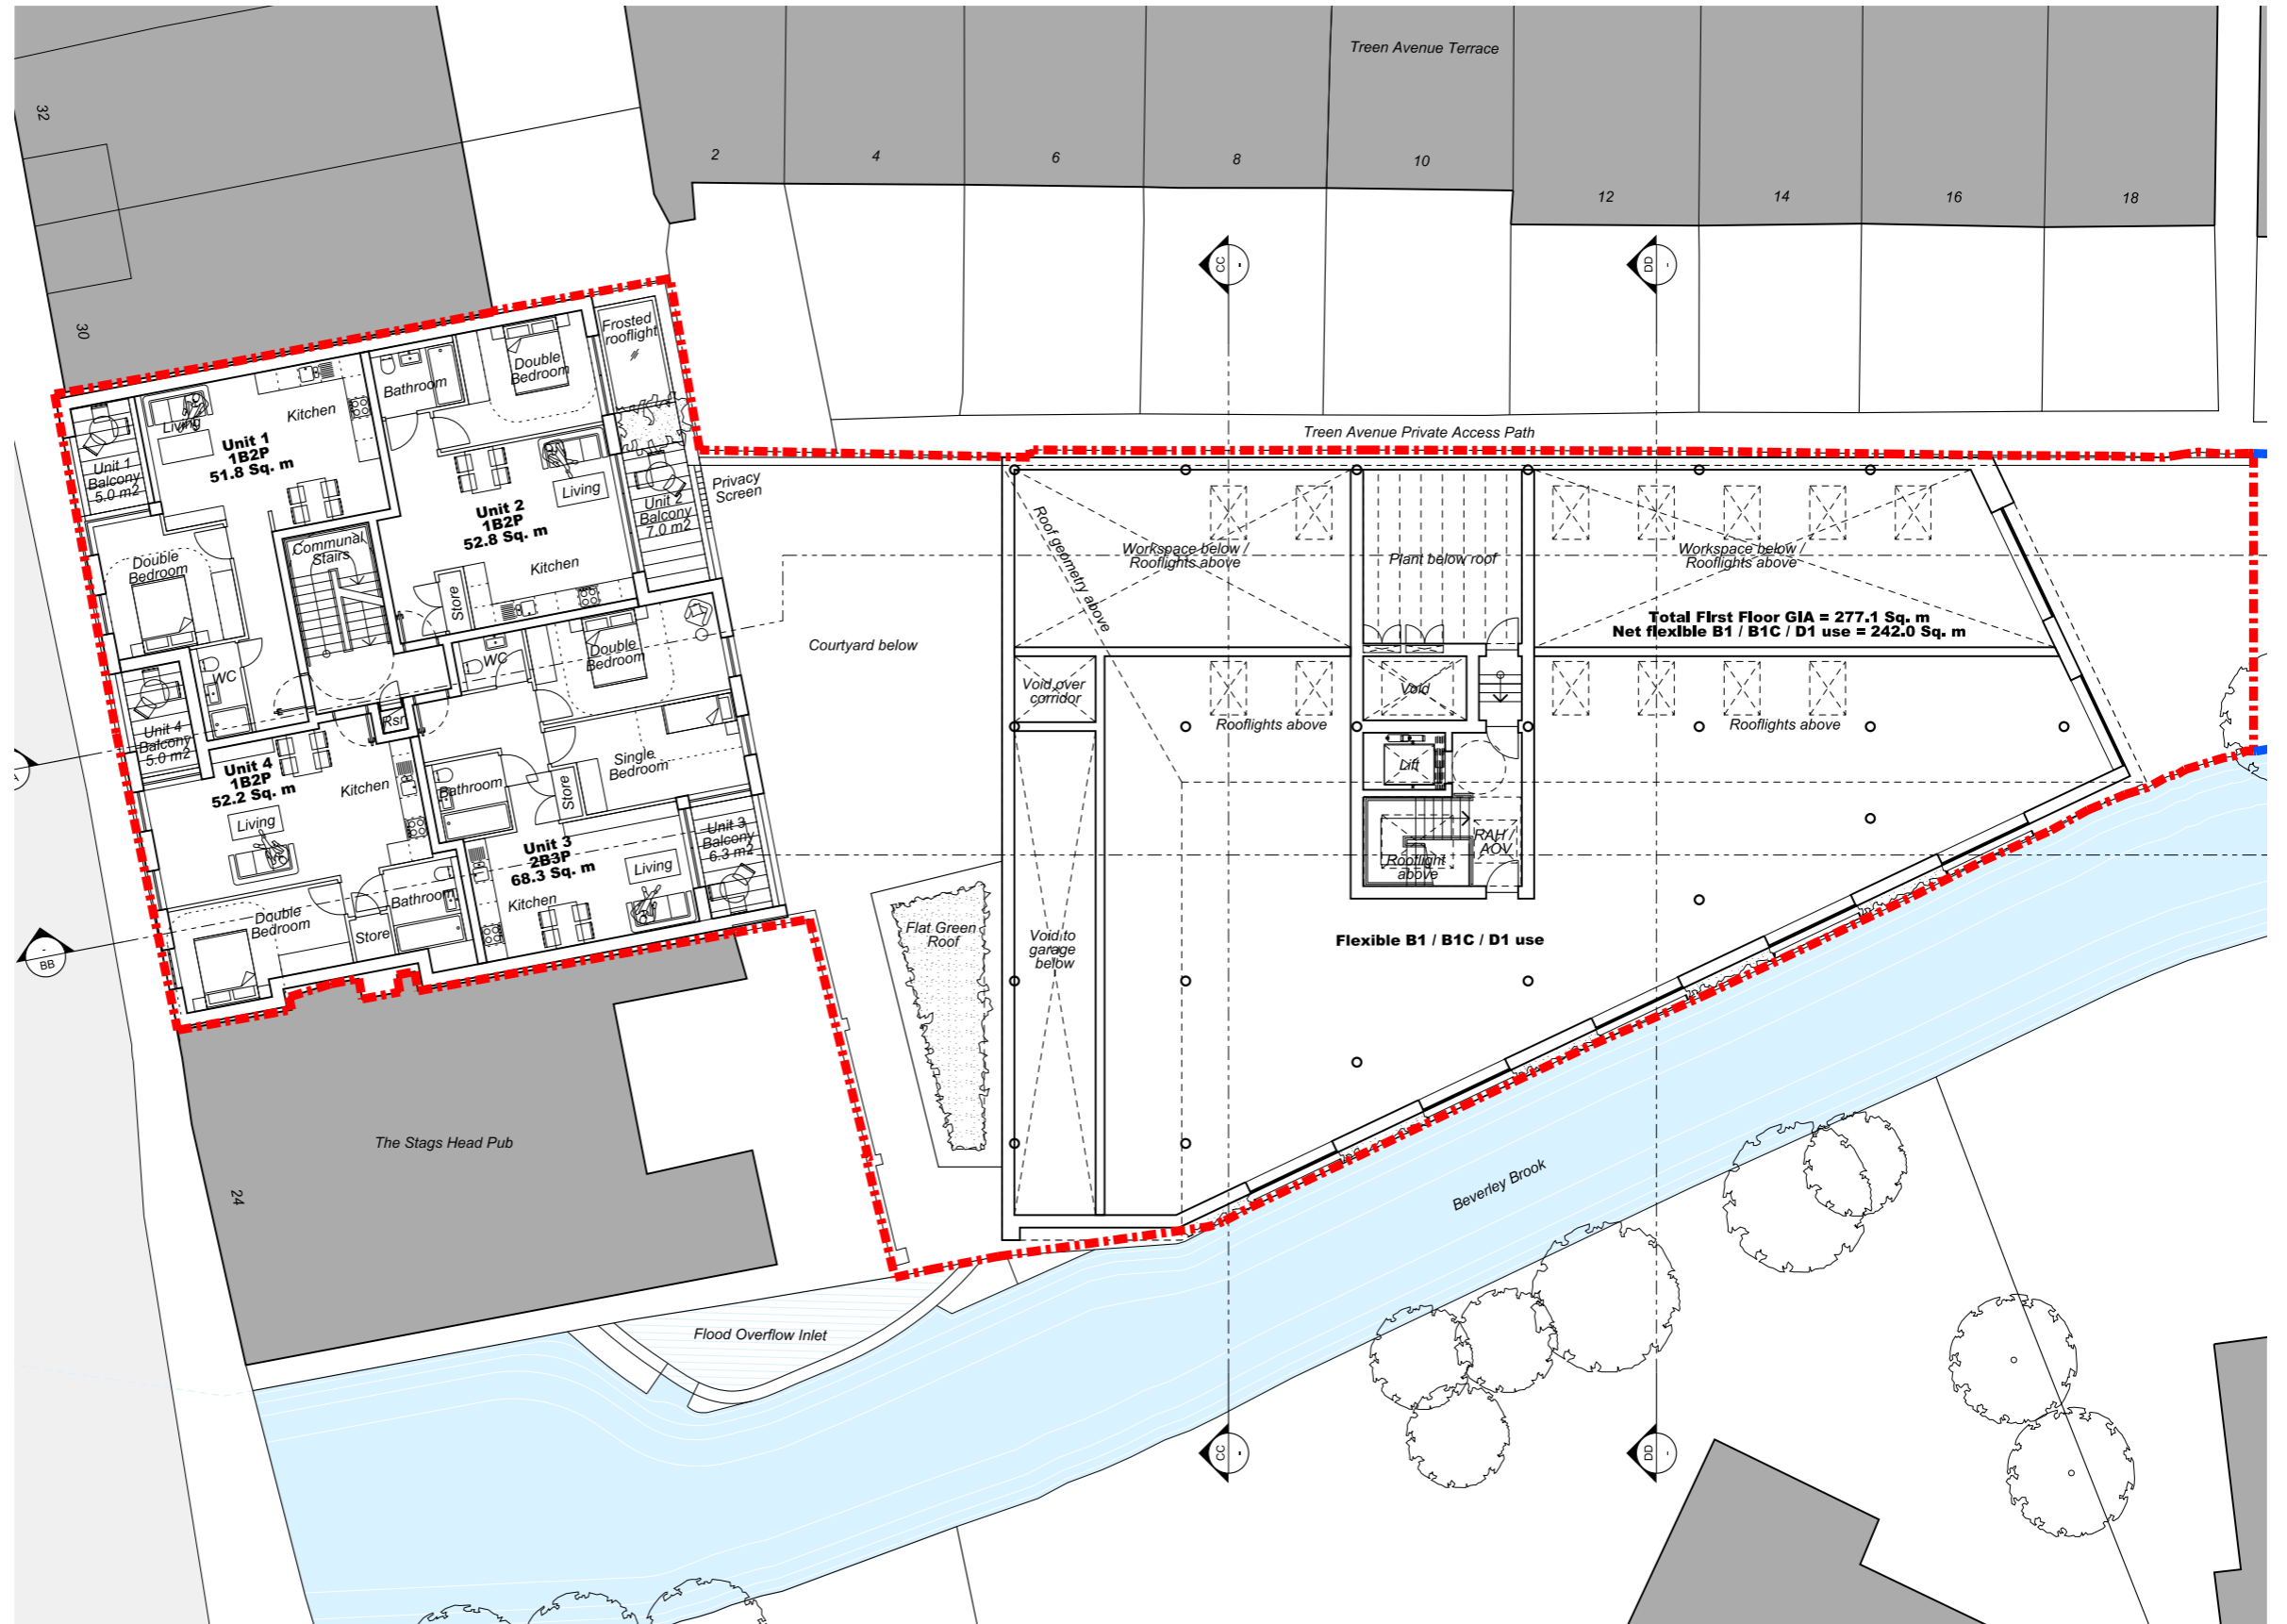 Treen Avenue Terrace
32
30
2
4
6
8
10
12
14
16
18
CC
-
DD
-
Treen Avenue Private Access Path
Frosted
rooflight
Double
Bedroom
Bathroom
Kitchen
Living
Unit 1
1B2P
51.8 Sq. m
Unit 1
Balcony
5.0 m2
Living
Unit 2
1B2P
52.8 Sq. m
Unit 2
Balcony
7.0 m2
Privacy
Screen
Communal
Stairs
Double
Bedroom
Kitchen
Store
WC
Double
Bedroom
WC
Rsr
Unit 4
Balcony
5.0 m2
Unit 4
1B2P
52.2 Sq. m
Kitchen
Living
Bathroom
Store
Single
Bedroom
Unit 3
2B3P
68.3 Sq. m
Unit 3
Balcony
6.3 m2
Living
Kitchen
Double
Bedroom
Store
Bathroom
-
BB
Courtyard below
Roof geometry above
Workspace below /
Rooflights above
Plant below roof
Workspace below /
Rooflights above
Total First Floor GIA = 277.1 Sq. m
Net flexible B1 / B1C / D1 use = 242.0 Sq. m
Void over
corridor
Void
Rooflights above
Rooflights above
Lift
RAH /
AOV
Rooflight
above
Flat Green
Roof
Void to
garage
below
Flexible B1 / B1C / D1 use
The Stags Head Pub
24
Beverley Brook
Flood Overflow Inlet
CC
-
DD
-